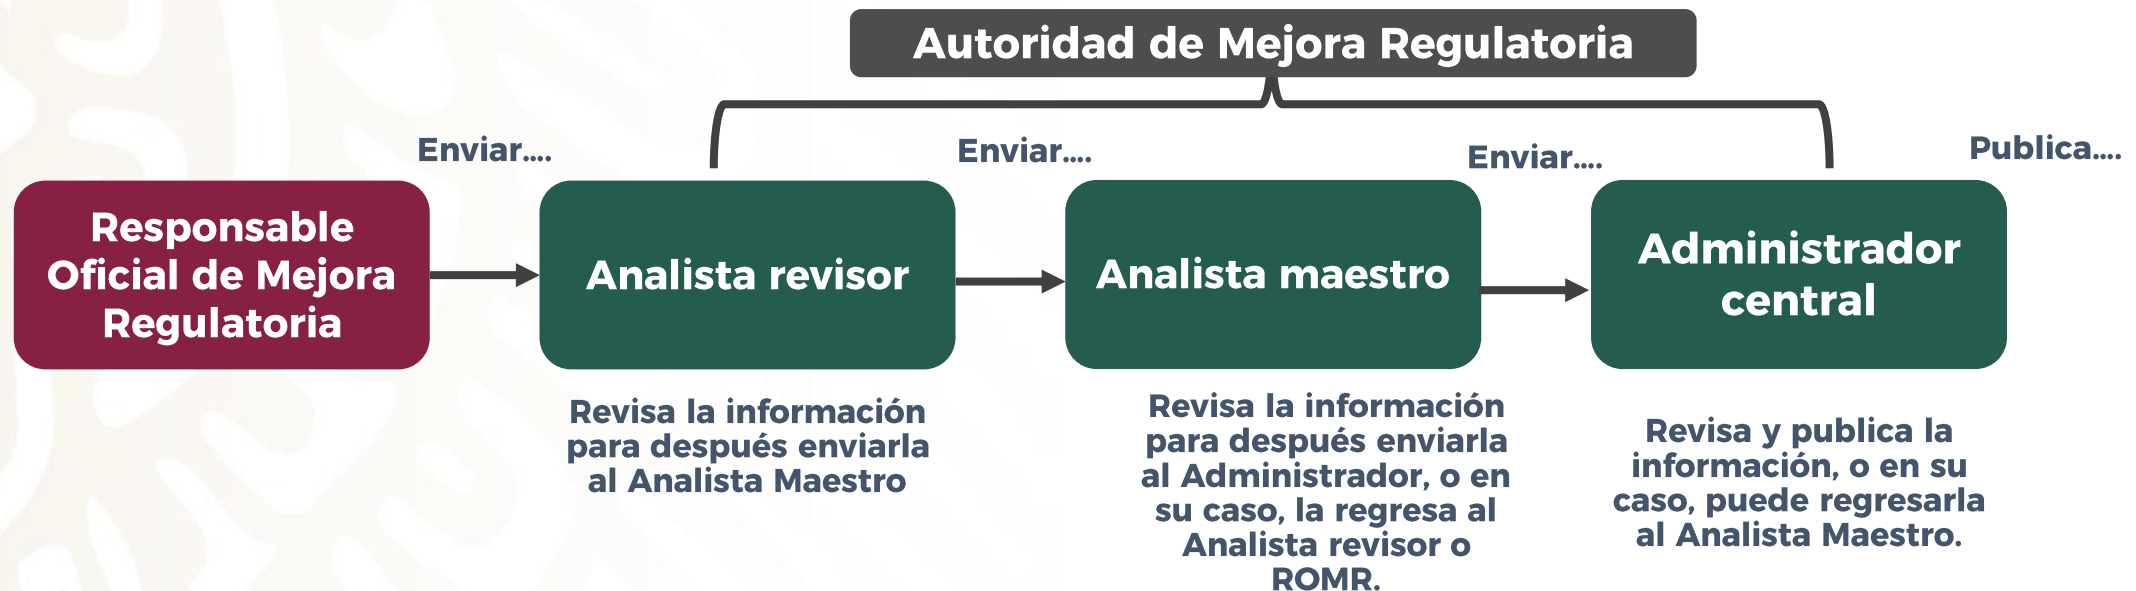 Autoridad de Mejora Regulatoria
Enviar....
Enviar....
Enviar....
Publica....
Responsable
Oficial de Mejora
Regulatoria
Analista revisor
Analista maestro
Administrador
central
Revisa la información
para después enviarla
al Analista Maestro
Revisa la información
para después enviarla
al Administrador, o en
su caso, la regresa al
Analista revisor o
ROMR.
Revisa y publica la
información, o en su
caso, puede regresarla
al Analista Maestro.